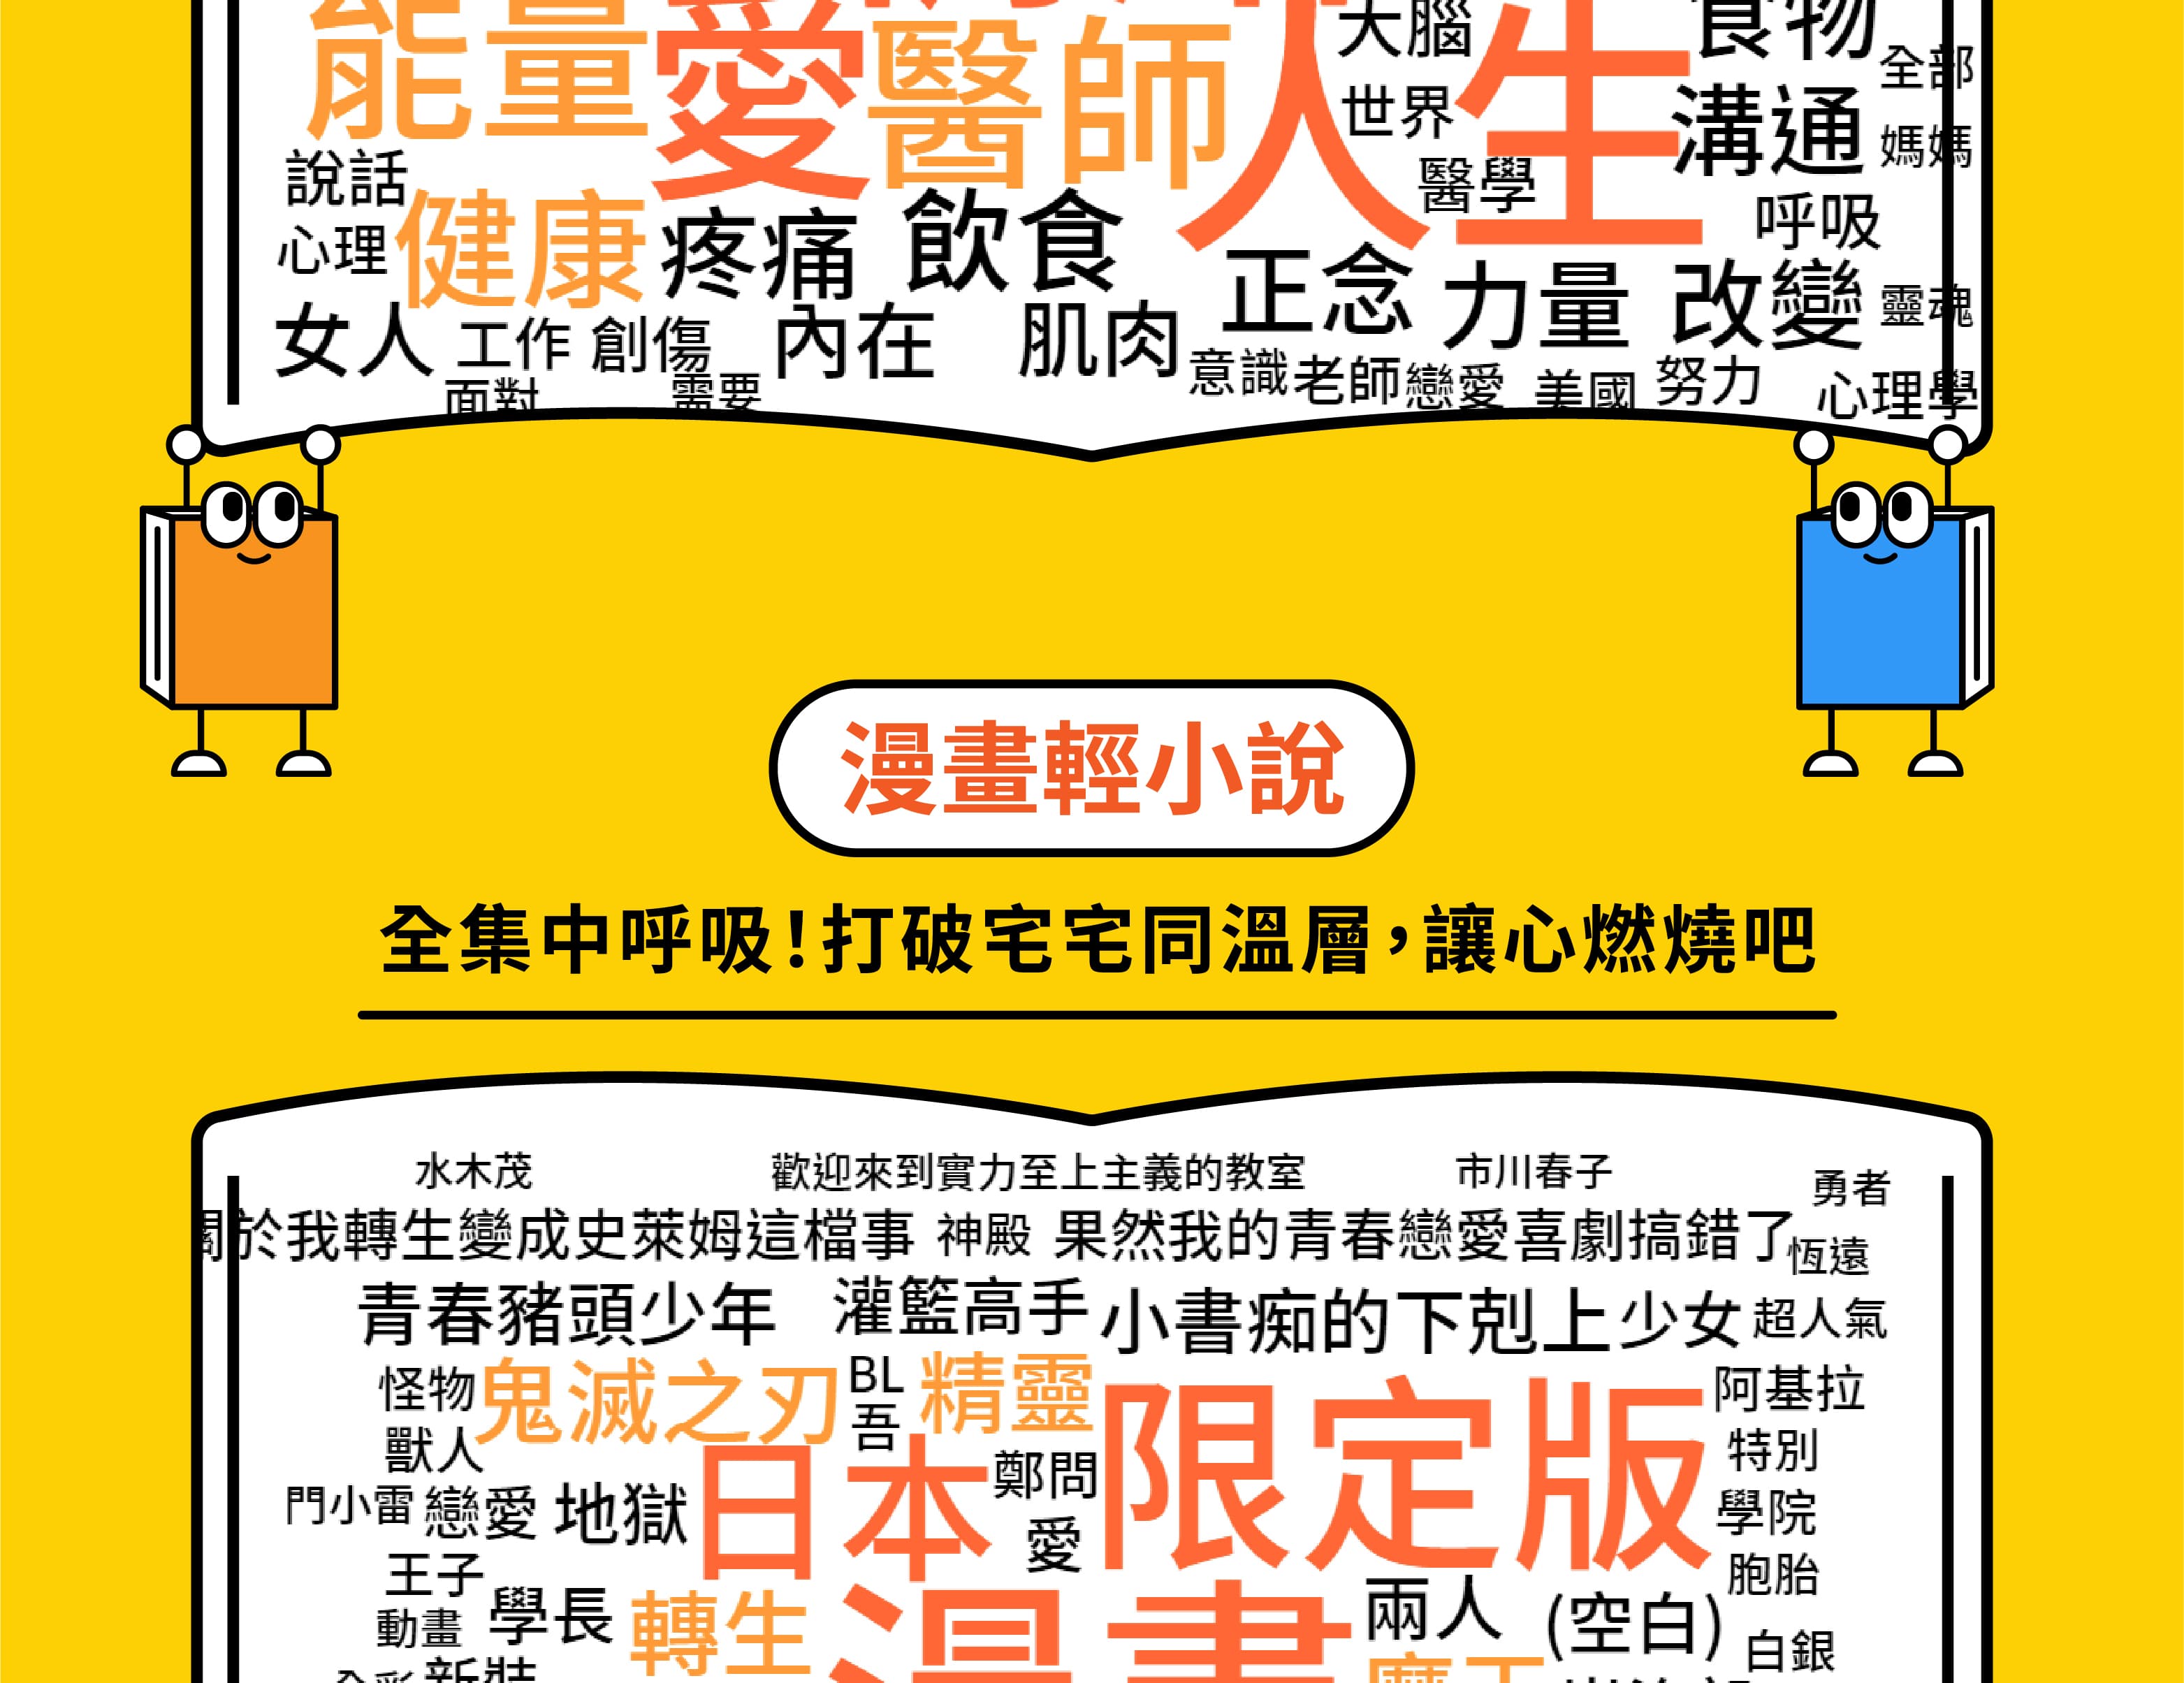 能量 愛 醫師 人生 大腦 食物 全部
世界 溝通 媽媽
說話 醫學 呼吸
心理 健康 疼痛 飲食 正念 力量 改變 靈魂
女人 工作 創傷 內在 肌肉 意識 老師 戀愛 美國 努力 心理學
面對 需要
漫畫輕小說
全集中呼吸!打破宅宅同溫層,讓心燃燒吧
水木茂 歡迎來到實力至上主義的教室 市川春子 勇者
關於我轉生變成史萊姆這檔事 神殿 果然我的青春戀愛喜劇搞錯了 恆遠
青春豬頭少年 灌籃高手 小書痴的下剋上 少女 超人氣
怪物 鬼滅之刃 BL 精靈 限定版 阿基拉
獸人 吾 特別
門小雷 戀愛 地獄 日本 鄭問 學院
王子 愛 胞胎
動畫 學長 轉生 漫畫 兩人 (空白) 白銀
全彩 新裝